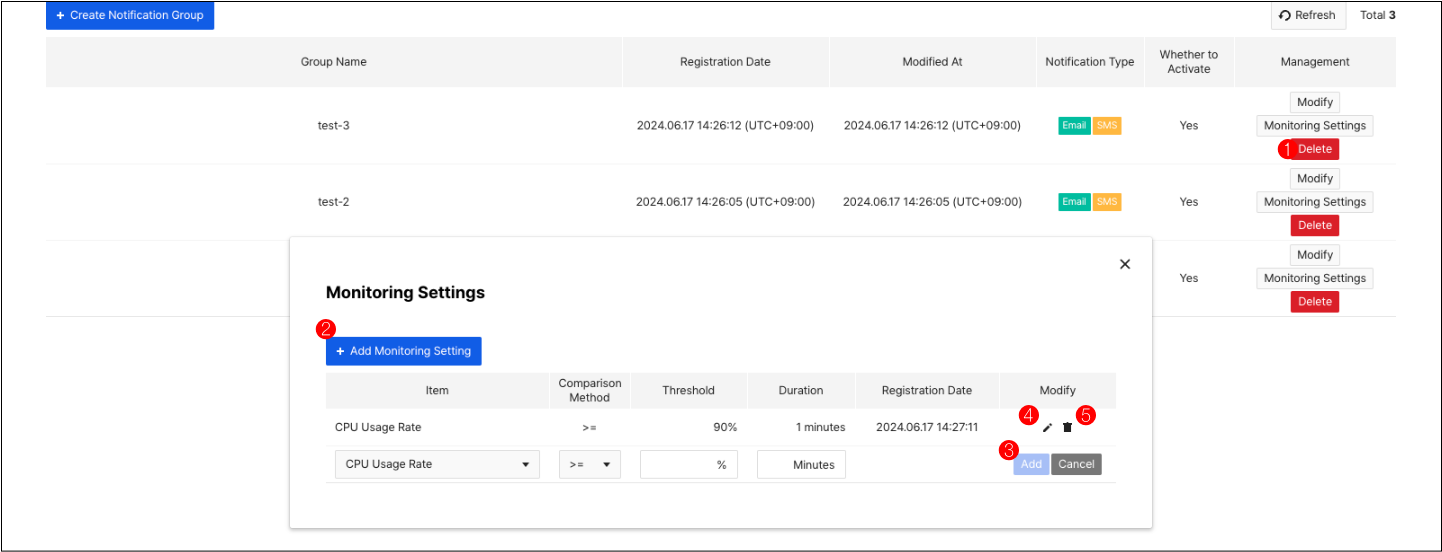 + Create Notification Group
Refresh
Total 3
Group Name
Registration Date
Modified At
Notification Type
Whether to
Activate
Management
test-3
2024.06.17 14:26:12 (UTC+09:00)
2024.06.17 14:26:12 (UTC+09:00)
Email SMS
Yes
Modify
Monitoring Settings
1 Delete
test-2
2024.06.17 14:26:05 (UTC+09:00)
2024.06.17 14:26:05 (UTC+09:00)
Email SMS
Yes
Modify
Monitoring Settings
Delete
Yes
Modify
Monitoring Settings
Delete
Monitoring Settings
2
+ Add Monitoring Setting
Item
Comparison
Method
Threshold
Duration
Registration Date
Modify
CPU Usage Rate
>=
90%
1 minutes
2024.06.17 14:27:11
4
5
CPU Usage Rate
>=
%
Minutes
3
Add
Cancel